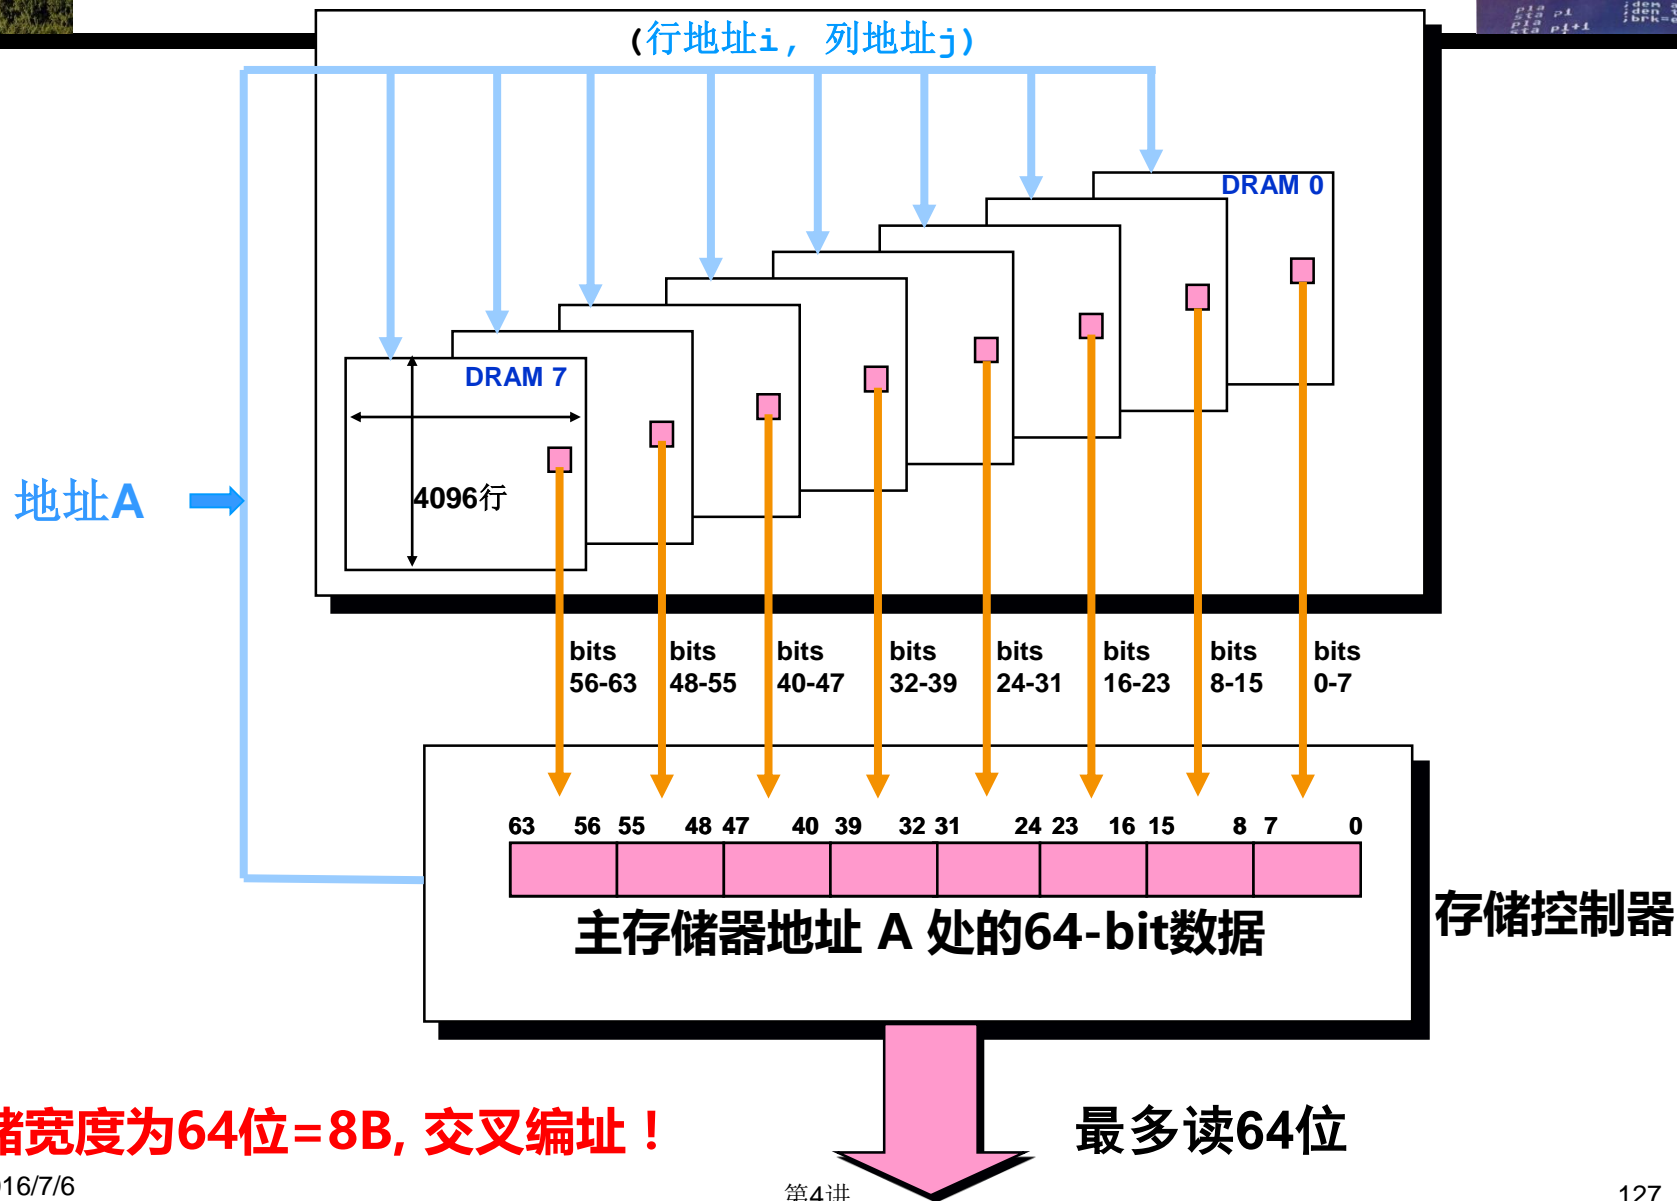 (行地址i, 列地址j)
DRAM 0
DRAM 7
4096行
地址A
bits 56-63
bits 48-55
bits 40-47
bits 32-39
bits 24-31
bits 16-23
bits 8-15
bits 0-7
63 56 55 48 47 40 39 32 31 24 23 16 15 8 7 0
主存储器地址 A 处的64-bit数据
存储控制器
储宽度为64位=8B, 交叉编址！
最多读64位
16/7/6
第4讲
127